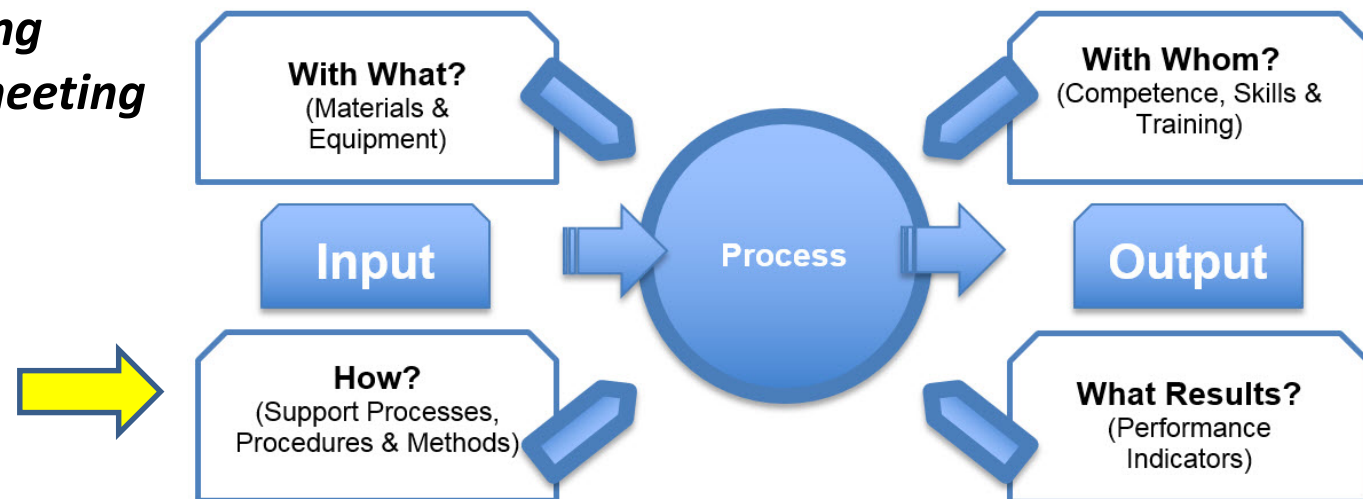 ng
neeting
With What?
(Materials &
Equipment)
With Whom?
(Competence, Skills &
Training)
Input
Process
Output
How?
(Support Processes,
Procedures & Methods)
What Results?
(Performance
Indicators)